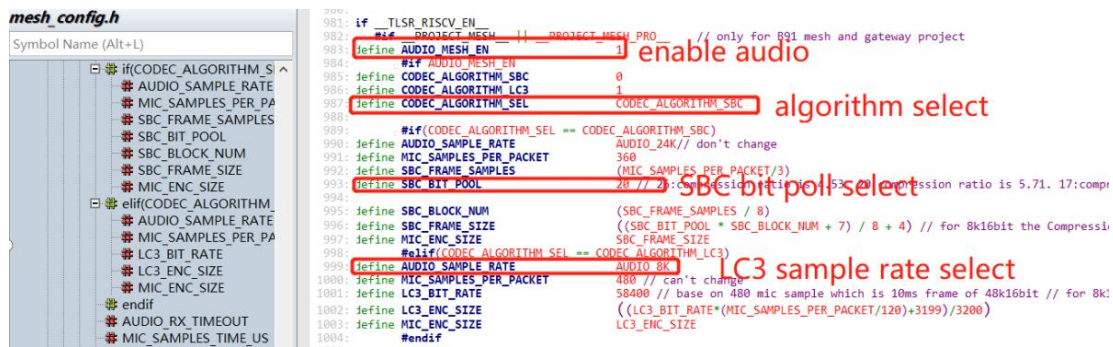 mesh_config.h
Symbol Name (Alt+L)
if(CODEC_ALGORITHM_S
AUDIO_SAMPLE_RATE
MIC_SAMPLES_PER_PA
SBC_FRAME_SAMPLES
SBC_BIT_POOL
SBC_BLOCK_NUM
SBC_FRAME_SIZE
MIC_ENC_SIZE
elif(CODEC_ALGORITHM_
AUDIO_SAMPLE_RATE
MIC_SAMPLES_PER_PA
LC3_BIT_RATE
LC3_ENC_SIZE
MIC_ENC_SIZE
endif
AUDIO_RX_TIMEOUT
MIC_SAMPLES_TIME_US
981: if __TLSR_RISCV_EN__
982: #if __PROJECT_MESH__ || __PROJECT_MESH_PRO__ // only for B91 mesh and gateway project
983: define AUDIO_MESH_EN 1
enable audio
984: #if AUDIO_MESH_EN
985: define CODEC_ALGORITHM_SBC 0
986: define CODEC_ALGORITHM_LC3 1
987: define CODEC_ALGORITHM_SEL CODEC_ALGORITHM_SBC
algorithm select
988:
989: #if(CODEC_ALGORITHM_SEL == CODEC_ALGORITHM_SBC)
990: define AUDIO_SAMPLE_RATE AUDIO_24K// don't change
991: define MIC_SAMPLES_PER_PACKET 360
992: define SBC_FRAME_SAMPLES (MIC_SAMPLES_PER_PACKET/3)
993: define SBC_BIT_POOL 20 // ratio is compression ratio is 5.71. 17:compr
SBC bit poll select
994:
995: define SBC_BLOCK_NUM (SBC_FRAME_SAMPLES / 8)
996: define SBC_FRAME_SIZE ((SBC_BIT_POOL * SBC_BLOCK_NUM + 7) / 8 + 4) // for 8k16bit the Compressi
997: define MIC_ENC_SIZE SBC_FRAME_SIZE
998: #elif(CODEC_ALGORITHM_SEL == CODEC_ALGORITHM_LC3)
999: define AUDIO_SAMPLE_RATE AUDIO_8K
LC3 sample rate select
1000: define MIC_SAMPLES_PER_PACKET 480 // can't change
1001: define LC3_BIT_RATE 58400 // base on 480 mic sample which is 10ms frame of 48k16bit // for 8k1
1002: define LC3_ENC_SIZE ((LC3_BIT_RATE*(MIC_SAMPLES_PER_PACKET/120)+3199)/3200)
1003: define MIC_ENC_SIZE LC3_ENC_SIZE
1004: #endif